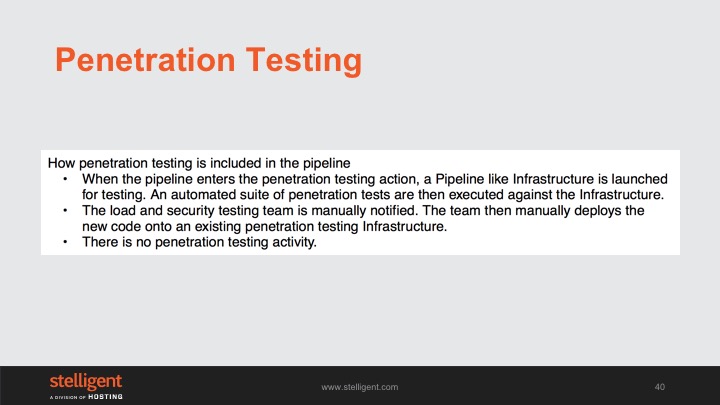 Penetration Testing
How penetration testing is included in the pipeline
• When the pipeline enters the penetration testing action, a Pipeline like Infrastructure is launched
for testing. An automated suite of penetration tests are then executed against the Infrastructure.
• The load and security testing team is manually notified. The team then manually deploys the
new code onto an existing penetration testing Infrastructure.
• There is no penetration testing activity.
stelligent
A DIVISION OF HOSTING
www.stelligent.com
40